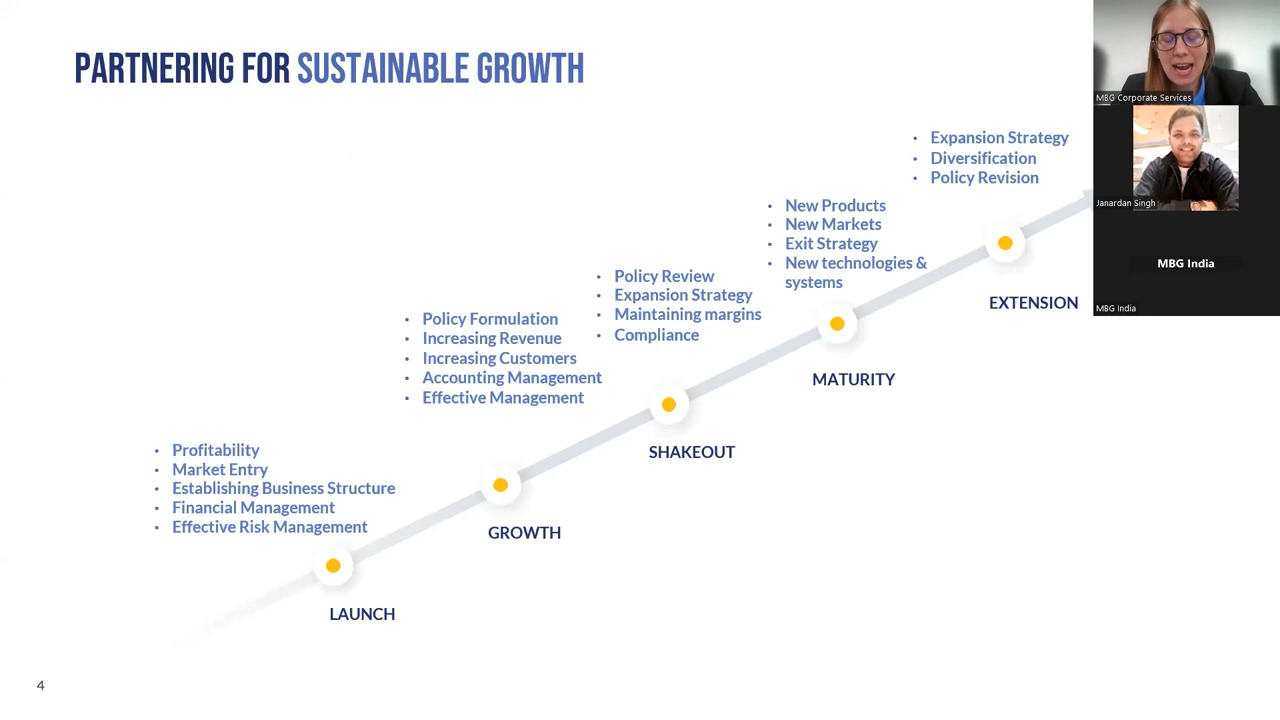 PARTNERING FOR SUSTAINABLE GROWTH
MBG Corporate Services
Janardan Singh
MBG India
MBG India
• Expansion Strategy
• Diversification
• Policy Revision
EXTENSION
• New Products
• New Markets
• Exit Strategy
• New technologies &
systems
MATURITY
• Policy Review
• Expansion Strategy
• Maintaining margins
• Compliance
SHAKEOUT
• Policy Formulation
• Increasing Revenue
• Increasing Customers
• Accounting Management
• Effective Management
GROWTH
• Profitability
• Market Entry
• Establishing Business Structure
• Financial Management
• Effective Risk Management
LAUNCH
4